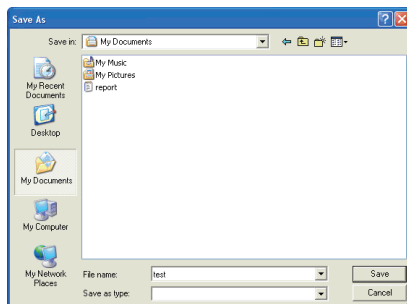 Save As
Save in: My Documents
My Music
My Pictures
report
My Recent
Documents
Desktop
My Documents
My Computer
My Network
Places
File name: test Save
Save as type: Cancel